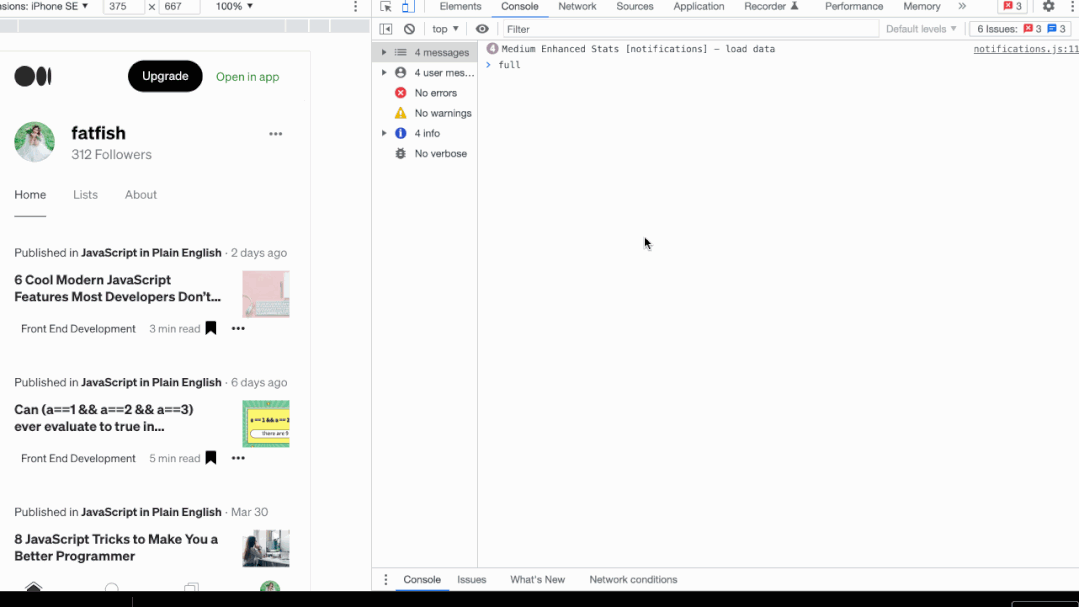 sions: iPhone SE ▼ 375 × 667 100% ▼
Elements Console Network Sources Application Recorder Performance Memory » 3
top ▼ Filter Default levels ▼ 6 Issues: 3 3
4 messages
4 user mes...
No errors
No warnings
4 info
No verbose
4 Medium Enhanced Stats [notifications] – load data notifications.js:11
> full
Upgrade
Open in app
fatfish
312 Followers
Home Lists About
Published in JavaScript in Plain English · 2 days ago
6 Cool Modern JavaScript
Features Most Developers Don't...
Front End Development 3 min read
Published in JavaScript in Plain English · 6 days ago
Can (a==1 && a==2 && a==3)
ever evaluate to true in...
Front End Development 5 min read
Published in JavaScript in Plain English · Mar 30
8 JavaScript Tricks to Make You a
Better Programmer
Console Issues What's New Network conditions